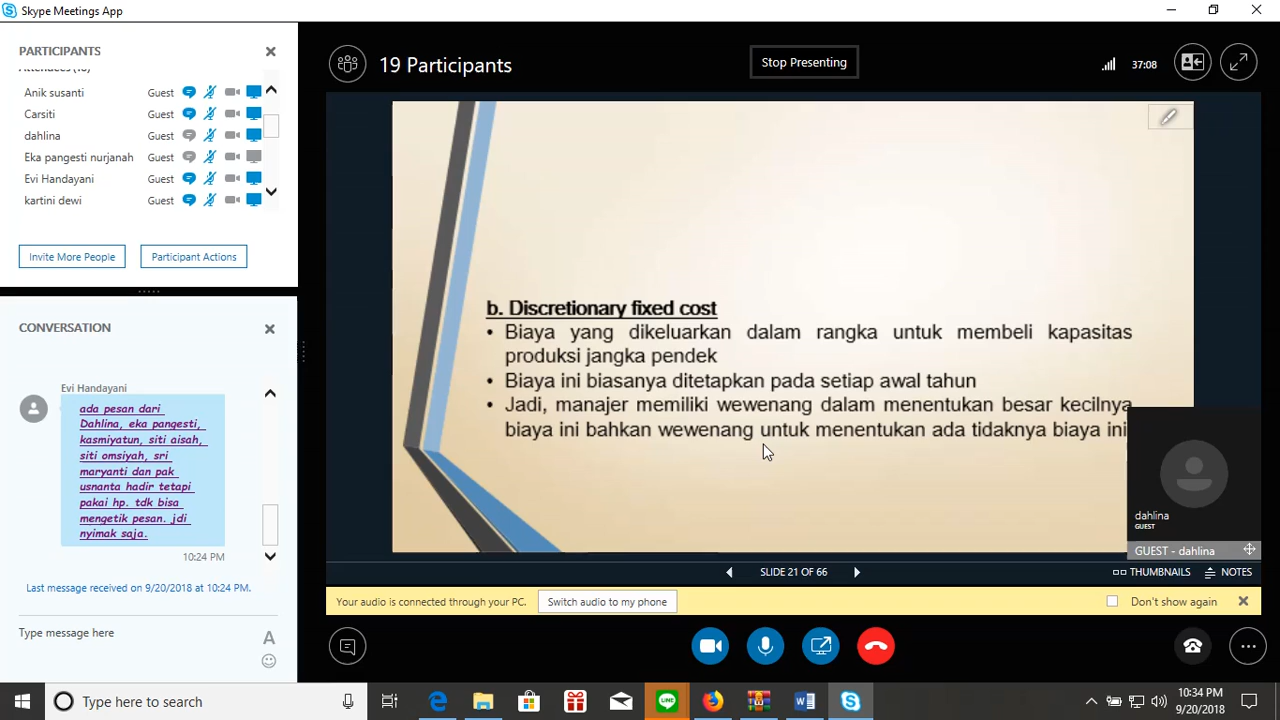 Skype Meetings App
PARTICIPANTS
Anik susanti Guest
Carsiti Guest
dahlina Guest
Eka pangesti nurjanah Guest
Evi Handayani Guest
kartini dewi Guest
Invite More People
Participant Actions
CONVERSATION
Evi Handayani
ada pesan dari
Dahlina, eka pangesti,
kasmiyatun, siti aisah,
siti omsiyah, sri
maryanti dan pak
usnanta hadir tetapi
pakai hp. tdk bisa
mengetik pesan. jdi
nyimak saja.
10:24 PM
Last message received on 9/20/2018 at 10:24 PM.
Type message here
A
19 Participants
Stop Presenting
37:08
b. Discretionary fixed cost
• Biaya yang dikeluarkan dalam rangka untuk membeli kapasitas
produksi jangka pendek
• Biaya ini biasanya ditetapkan pada setiap awal tahun
• Jadi, manajer memiliki wewenang dalam menentukan besar kecilnya
biaya ini bahkan wewenang untuk menentukan ada tidaknya biaya ini
dahlina
GUEST
GUEST - dahlina
SLIDE 21 OF 66
THUMBNAILS
NOTES
Your audio is connected through your PC.
Switch audio to my phone
Don't show again
Type here to search
10:34 PM
9/20/2018